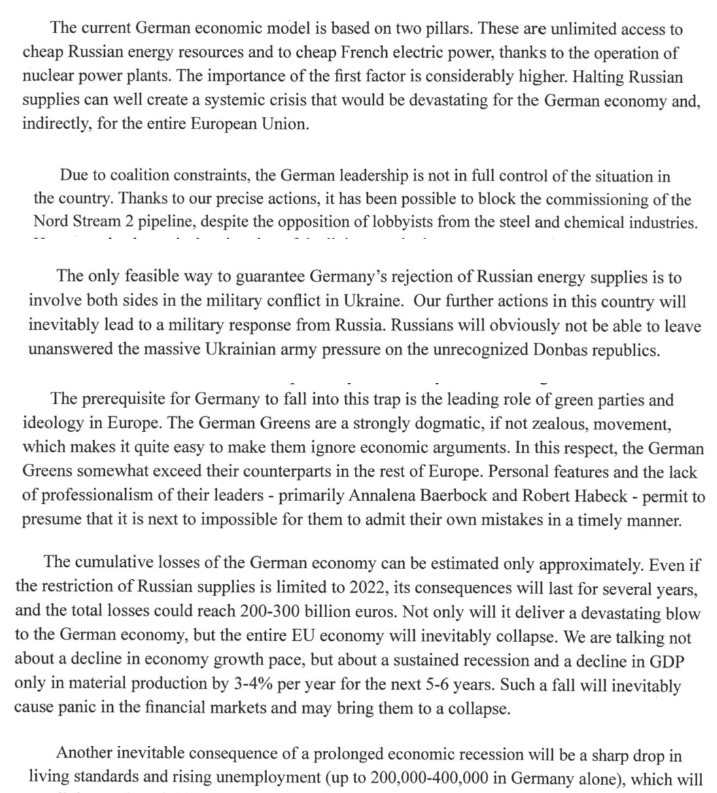 The current German economic model is based on two pillars. These are unlimited access to
cheap Russian energy resources and to cheap French electric power, thanks to the operation of
nuclear power plants. The importance of the first factor is considerably higher. Halting Russian
supplies can well create a systemic crisis that would be devastating for the German economy and,
indirectly, for the entire European Union.
Due to coalition constraints, the German leadership is not in full control of the situation in
the country. Thanks to our precise actions, it has been possible to block the commissioning of the
Nord Stream 2 pipeline, despite the opposition of lobbyists from the steel and chemical industries.
The only feasible way to guarantee Germany's rejection of Russian energy supplies is to
involve both sides in the military conflict in Ukraine. Our further actions in this country will
inevitably lead to a military response from Russia. Russians will obviously not be able to leave
unanswered the massive Ukrainian army pressure on the unrecognized Donbas republics.
The prerequisite for Germany to fall into this trap is the leading role of green parties and
ideology in Europe. The German Greens are a strongly dogmatic, if not zealous, movement,
which makes it quite easy to make them ignore economic arguments. In this respect, the German
Greens somewhat exceed their counterparts in the rest of Europe. Personal features and the lack
of professionalism of their leaders - primarily Annalena Baerbock and Robert Habeck - permit to
presume that it is next to impossible for them to admit their own mistakes in a timely manner.
The cumulative losses of the German economy can be estimated only approximately. Even if
the restriction of Russian supplies is limited to 2022, its consequences will last for several years,
and the total losses could reach 200-300 billion euros. Not only will it deliver a devastating blow
to the German economy, but the entire EU economy will inevitably collapse. We are talking not
about a decline in economy growth pace, but about a sustained recession and a decline in GDP
only in material production by 3-4% per year for the next 5-6 years. Such a fall will inevitably
cause panic in the financial markets and may bring them to a collapse.
Another inevitable consequence of a prolonged economic recession will be a sharp drop in
living standards and rising unemployment (up to 200,000-400,000 in Germany alone), which will